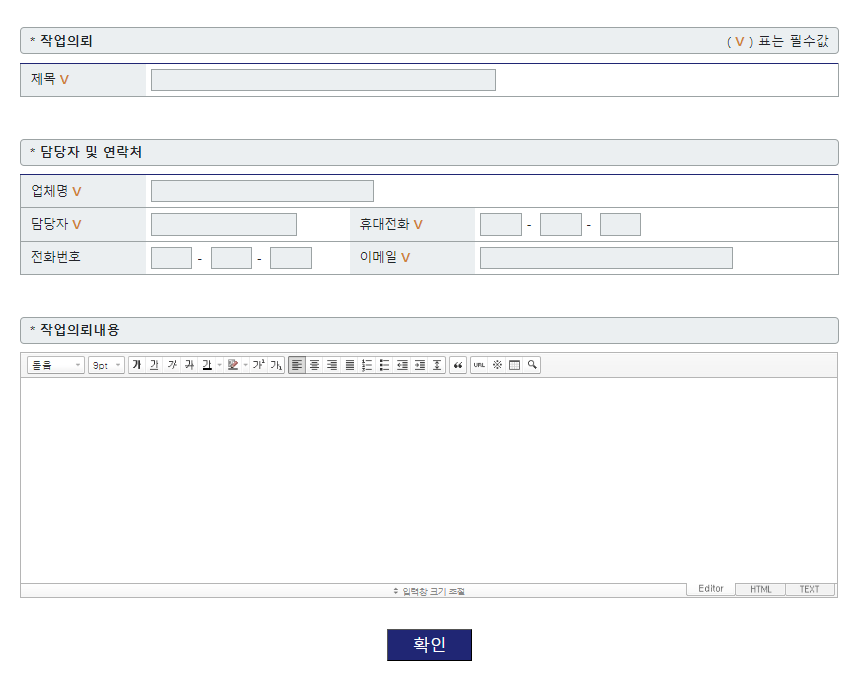 * 작업의뢰 ( V ) 표는 필수값
제목 V
* 담당자 및 연락처
업체명 V
담당자 V 휴대전화 V - -
전화번호 - - 이메일 V
* 작업의뢰내용
돋움 9pt 가 가 가 가 가 가¹ 가₁ “ URL ※
입력창 크기 조절 Editor HTML TEXT
확인